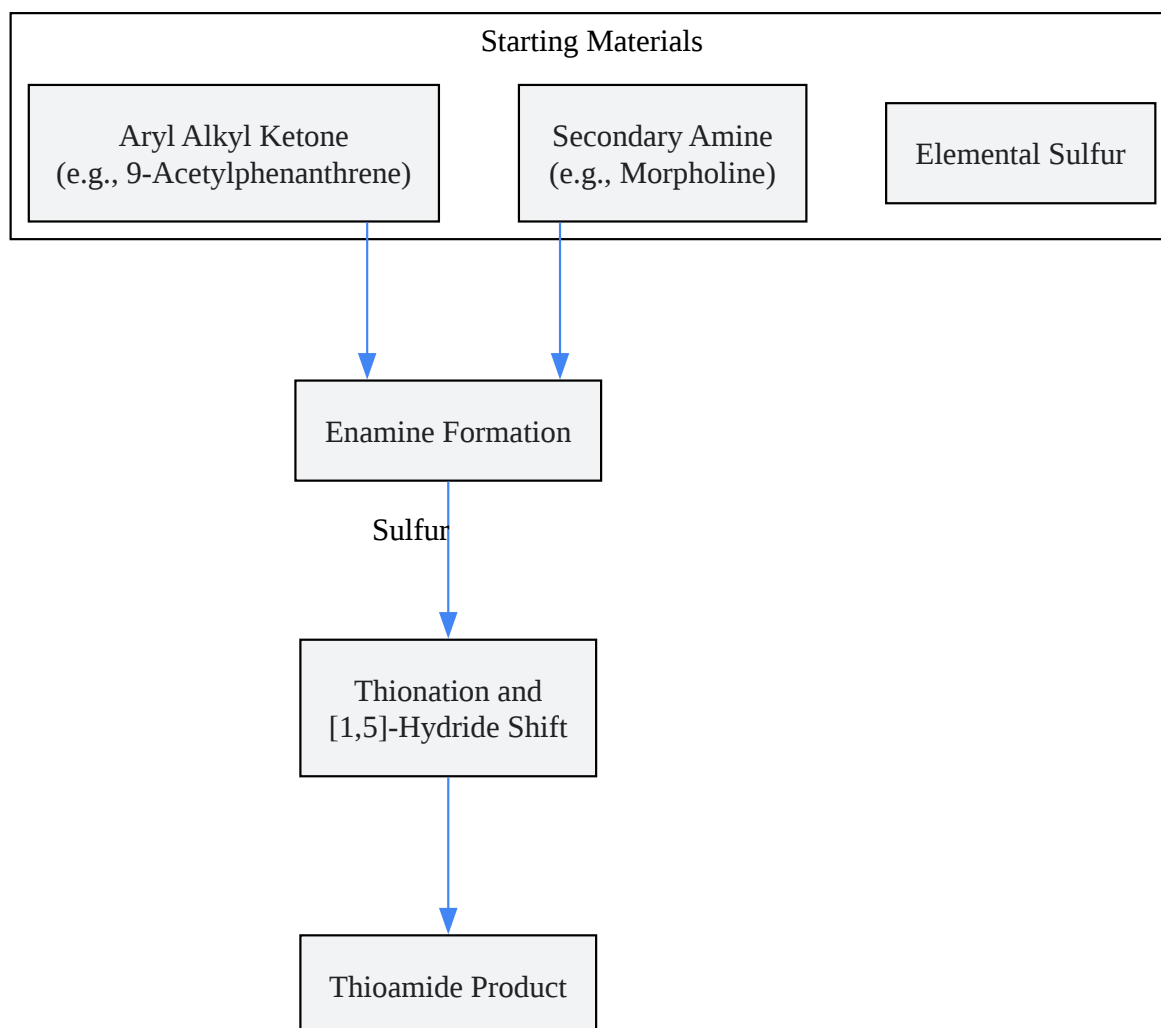 Starting Materials
Aryl Alkyl Ketone
(e.g., 9-Acetylphenanthrene)
Secondary Amine
(e.g., Morpholine)
Elemental Sulfur
Enamine Formation
Sulfur
Thionation and
[1,5]-Hydride Shift
Thioamide Product